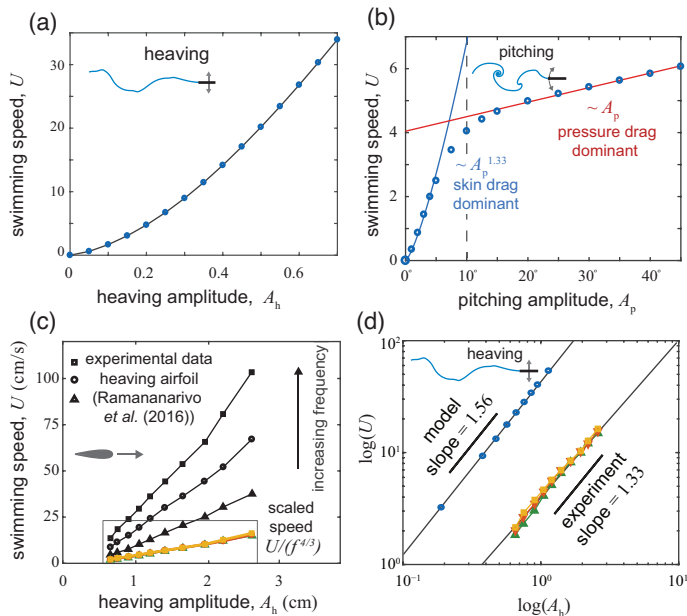 (a)
heaving
swimming speed, U
30
20
10
0
0
0.2
0.4
0.6
heaving amplitude, A_h
(b)
pitching
swimming speed, U
6
4
2
0
~ A_p
pressure drag
dominant
~ A_p^1.33
skin drag
dominant
0°
10°
20°
30°
40°
pitching amplitude, A_p
(c)
experimental data
heaving airfoil
(Ramananarivo
et al. (2016))
increasing frequency
scaled
speed
U/(f^4/3)
swimming speed, U (cm/s)
100
75
50
25
0
0
1
2
3
heaving amplitude, A_h (cm)
(d)
heaving
model
slope = 1.56
experiment
slope = 1.33
log(U)
10^2
10^1
10^0
10^−1
10^0
10^1
log(A_h)